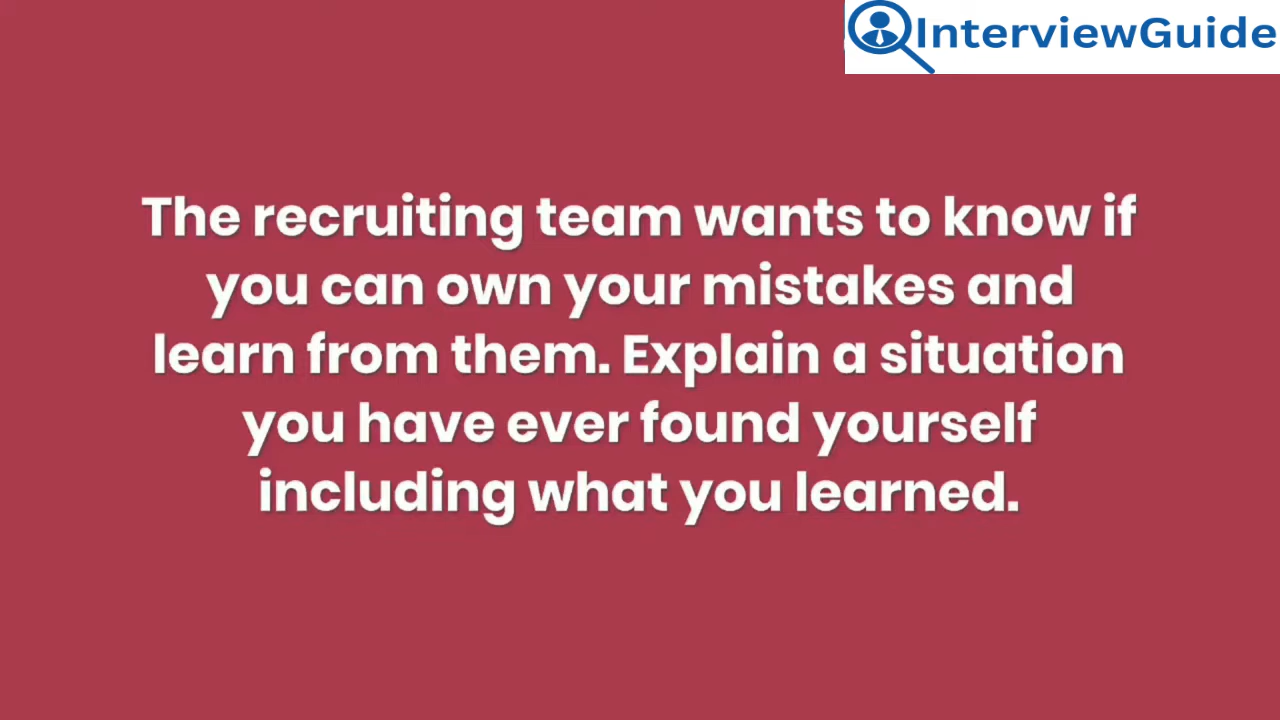 InterviewGuide
The recruiting team wants to know if
you can own your mistakes and
learn from them. Explain a situation
you have ever found yourself
including what you learned.